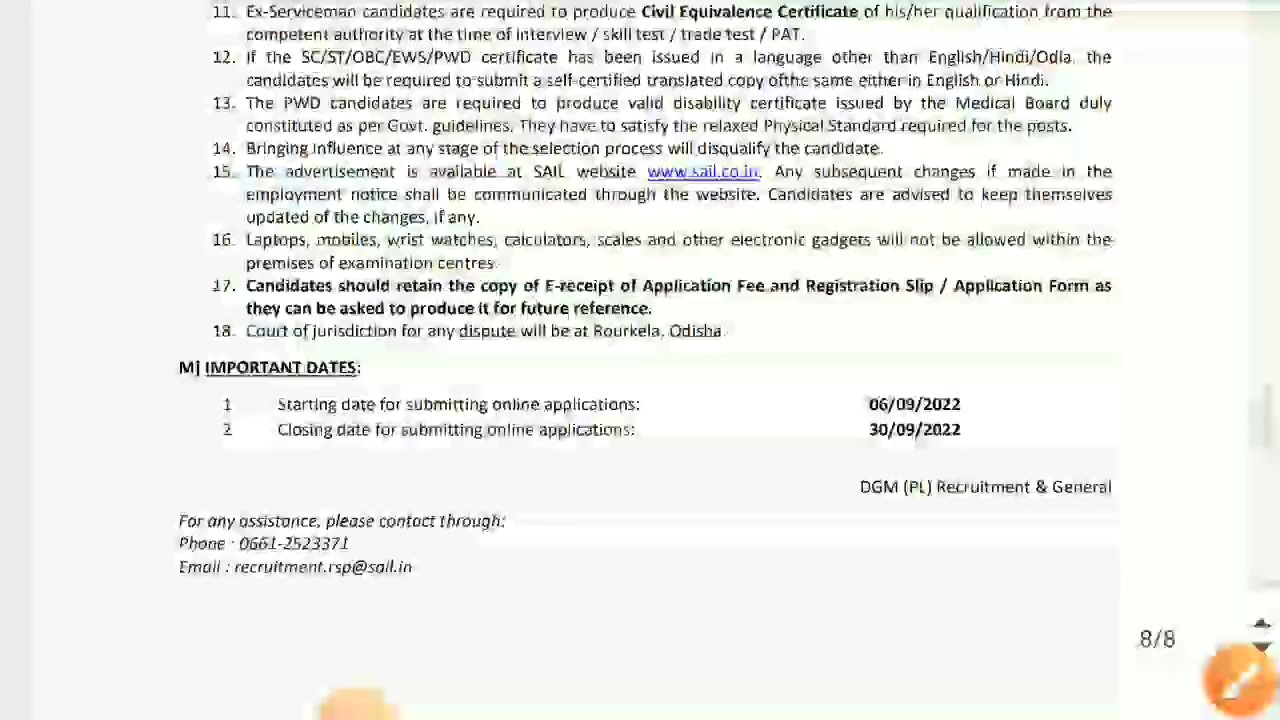 11. Ex-Serviceman candidates are required to produce Civil Equivalence Certificate of his/her qualification from the
competent authority at the time of interview / skill test / trade test / PAT.
12. If the SC/ST/OBC/EWS/PWD certificate has been issued in a language other than English/Hindi/Odia, the
candidates will be required to submit a self-certified translated copy ofthe same either in English or Hindi.
13. The PWD candidates are required to produce valid disability certificate issued by the Medical Board duly
constituted as per Govt. guidelines. They have to satisfy the relaxed Physical Standard required for the posts.
14. Bringing influence at any stage of the selection process will disqualify the candidate.
15. The advertisement is available at SAIL website www.sail.co.in. Any subsequent changes if made in the
employment notice shall be communicated through the website. Candidates are advised to keep themselves
updated of the changes, if any.
16. Laptops, mobiles, wrist watches, calculators, scales and other electronic gadgets will not be allowed within the
premises of examination centres.
17. Candidates should retain the copy of E-receipt of Application Fee and Registration Slip / Application Form as
they can be asked to produce it for future reference.
18. Court of jurisdiction for any dispute will be at Rourkela, Odisha.
M] IMPORTANT DATES:
1 Starting date for submitting online applications: 06/09/2022
2 Closing date for submitting online applications: 30/09/2022
DGM (PL) Recruitment & General
For any assistance, please contact through:
Phone : 0661-2523371
Email : recruitment.rsp@sail.in
8/8